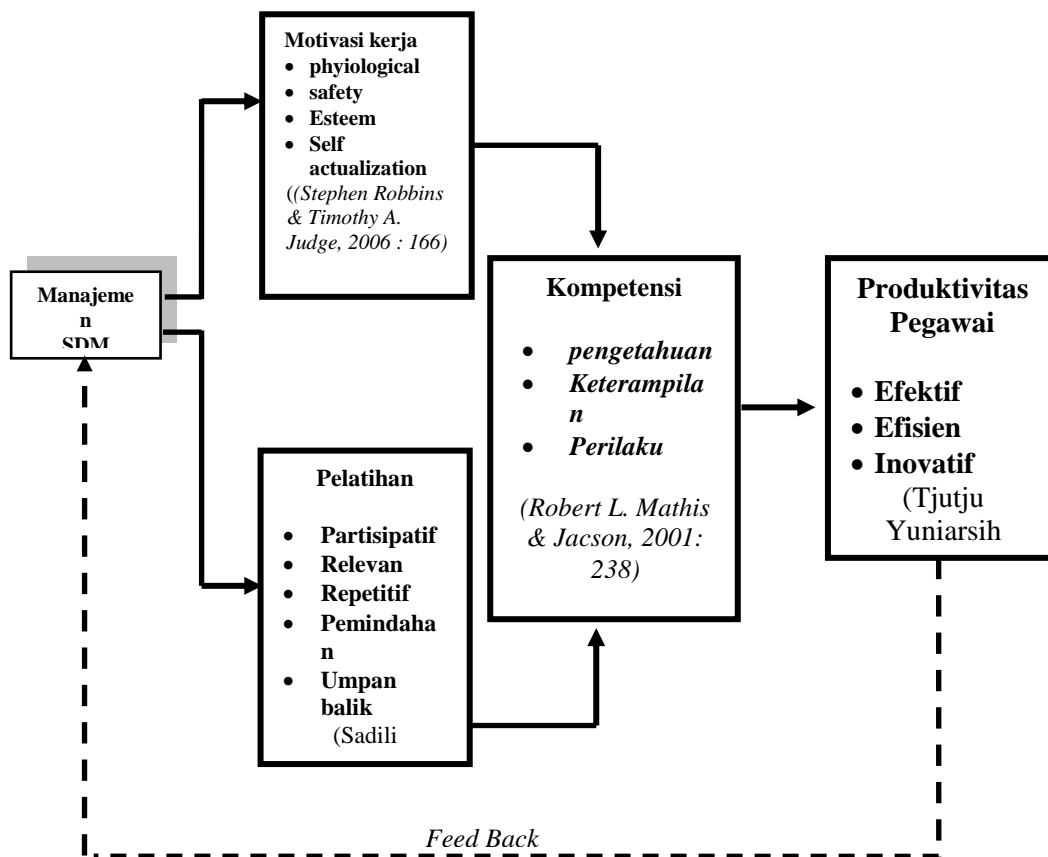 Motivasi kerja
• phyiological
• safety
• Esteem
• Self
actualization
((Stephen Robbins
& Timothy A.
Judge, 2006 : 166)
Manajeme
n
SDM
Kompetensi
• pengetahuan
• Keterampila
n
• Perilaku
(Robert L. Mathis
& Jacson, 2001:
238)
Produktivitas
Pegawai
• Efektif
• Efisien
• Inovatif
(Tjutju
Yuniarsih
Pelatihan
• Partisipatif
• Relevan
• Repetitif
• Pemindaha
n
• Umpan
balik
(Sadili
Feed Back